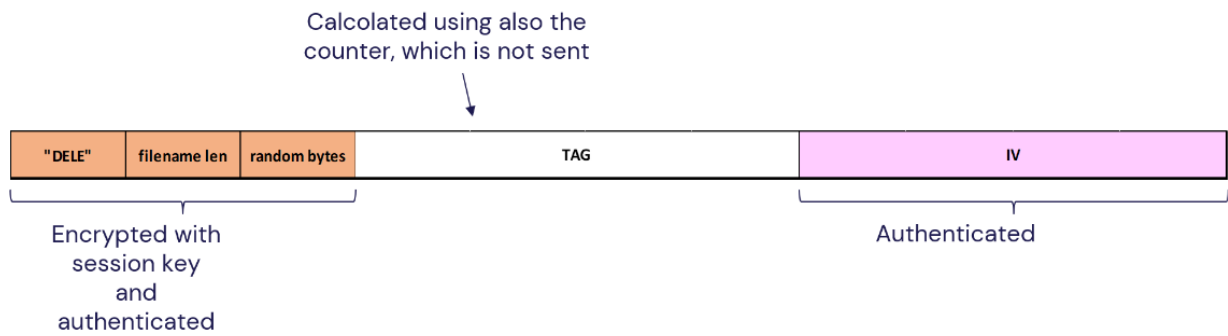 Calcolated using also the
counter, which is not sent
"DELE" filename len random bytes TAG IV
Encrypted with
session key
and
authenticated
Authenticated